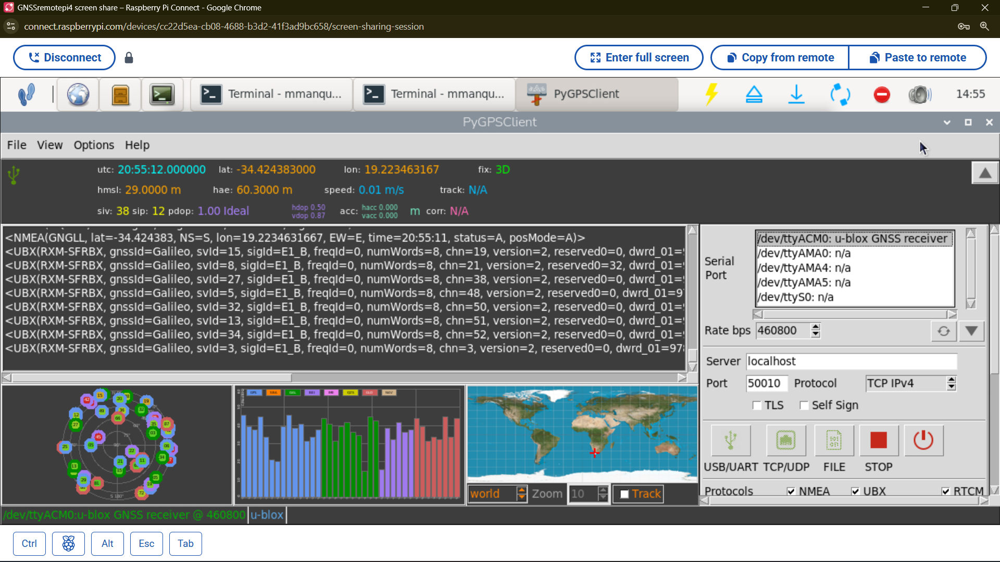 GNSSremotepi4 screen share – Raspberry Pi Connect - Google Chrome
connect.raspberrypi.com/devices/cc22d5ea-cb08-4688-b3d2-41f3ad9bc658/screen-sharing-session
Disconnect
Enter full screen
Copy from remote
Paste to remote
Terminal - mmanqu...
Terminal - mmanqu...
PyGPSClient
14:55
PyGPSClient
File View Options Help
utc: 20:55:12.000000 lat: -34.424383000 lon: 19.223463167 fix: 3D
hmsl: 29.0000 m hae: 60.3000 m speed: 0.01 m/s track: N/A
siv: 38 sip: 12 pdop: 1.00 Ideal hdop 0.50 vdop 0.87 acc: hacc 0.000 vacc 0.000 m corr: N/A
<NMEA(GNGLL, lat=-34.424383, NS=S, lon=19.2234631667, EW=E, time=20:55:11, status=A, posMode=A)>
<UBX(RXM-SFRBX, gnssId=Galileo, svId=15, sigId=E1_B, freqId=0, numWords=8, chn=19, version=2, reserved0=0, dwrd_01=
<UBX(RXM-SFRBX, gnssId=Galileo, svId=8, sigId=E1_B, freqId=0, numWords=8, chn=21, version=2, reserved0=32, dwrd_01=
<UBX(RXM-SFRBX, gnssId=Galileo, svId=27, sigId=E1_B, freqId=0, numWords=8, chn=38, version=2, reserved0=0, dwrd_01=
<UBX(RXM-SFRBX, gnssId=Galileo, svId=5, sigId=E1_B, freqId=0, numWords=8, chn=48, version=2, reserved0=0, dwrd_01=9
<UBX(RXM-SFRBX, gnssId=Galileo, svId=32, sigId=E1_B, freqId=0, numWords=8, chn=50, version=2, reserved0=0, dwrd_01=
<UBX(RXM-SFRBX, gnssId=Galileo, svId=13, sigId=E1_B, freqId=0, numWords=8, chn=51, version=2, reserved0=0, dwrd_01=
<UBX(RXM-SFRBX, gnssId=Galileo, svId=34, sigId=E1_B, freqId=0, numWords=8, chn=52, version=2, reserved0=0, dwrd_01=
<UBX(RXM-SFRBX, gnssId=Galileo, svId=3, sigId=E1_B, freqId=0, numWords=8, chn=3, version=2, reserved0=0, dwrd_01=97
Serial Port
/dev/ttyACM0: u-blox GNSS receiver
/dev/ttyAMA0: n/a
/dev/ttyAMA4: n/a
/dev/ttyAMA5: n/a
/dev/ttyS0: n/a
Rate bps 460800
Server localhost
Port 50010 Protocol TCP IPv4
TLS Self Sign
USB/UART TCP/UDP FILE STOP
Protocols NMEA UBX RTCM
world Zoom 10 Track
/dev/ttyACM0:u-blox GNSS receiver @ 460800 u-blox
Ctrl Alt Esc Tab